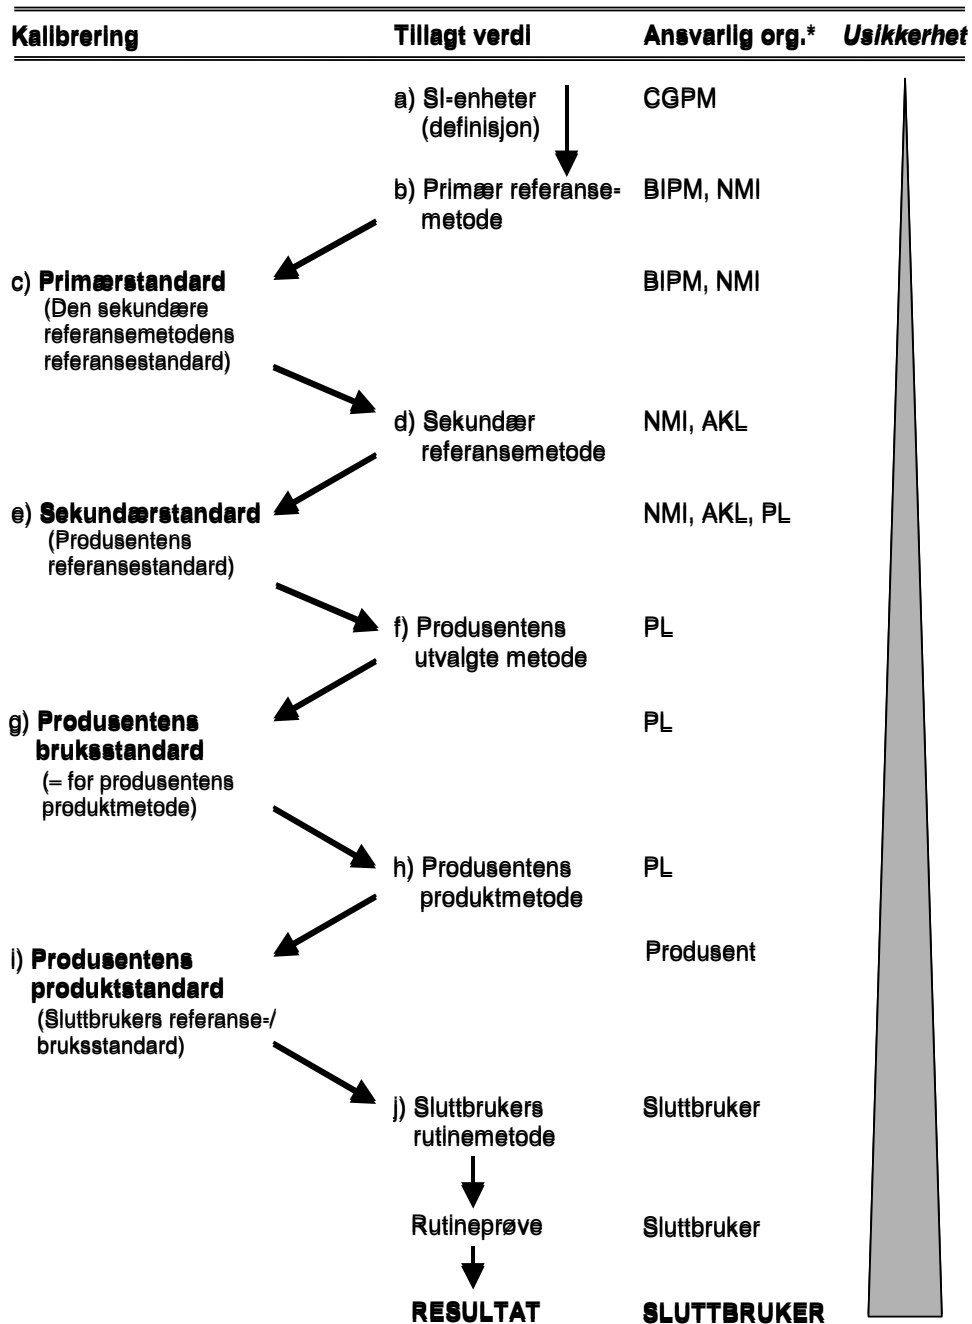 Kalibrering Tillagt verdi Ansvarlig org.* Usikkerhet
a) SI-enheter CGPM
(definisjon)
b) Primær referanse- BIPM, NMI
metode
c) Primærstandard BIPM, NMI
(Den sekundære
referansemetodens
referansestandard)
d) Sekundær NMI, AKL
referansemetode
e) Sekundærstandard NMI, AKL, PL
(Produsentens
referansestandard)
f) Produsentens PL
utvalgte metode
g) Produsentens PL
bruksstandard
(= for produsentens
produktmetode)
h) Produsentens PL
produktmetode
i) Produsentens Produsent
produktstandard
(Sluttbrukers referanse-/
bruksstandard)
j) Sluttbrukers Sluttbruker
rutinemetode
Rutineprøve Sluttbruker
RESULTAT SLUTTBRUKER